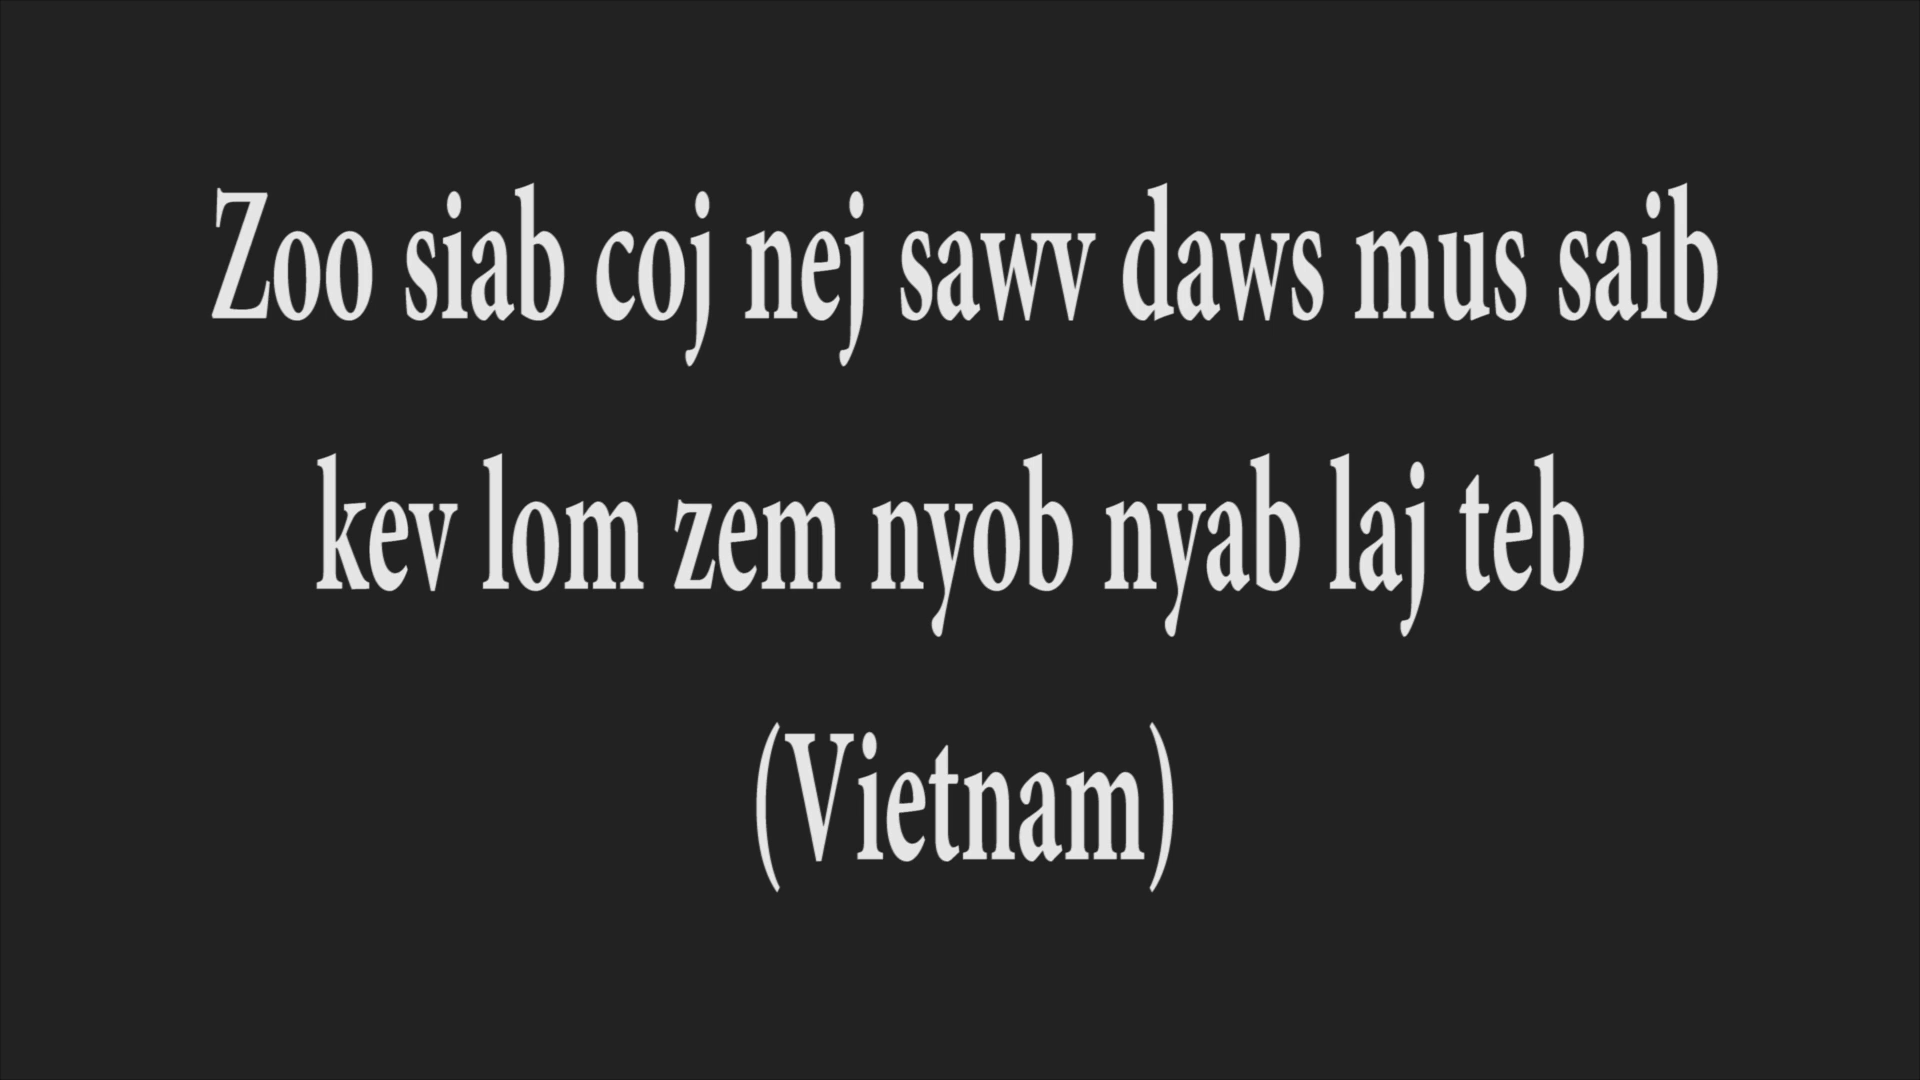 Zoo siab coj nej sawv daws mus saib
kev lom zem nyob nyab laj teb
(Vietnam)